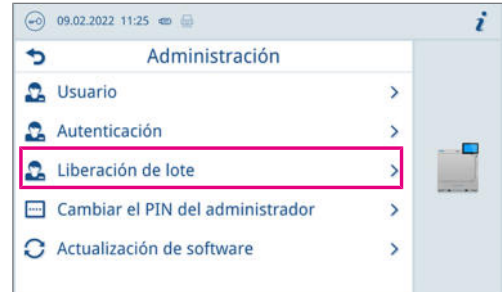 09.02.2022 11:25
i
Administración
Usuario
Autenticación
Liberación de lote
Cambiar el PIN del administrador
Actualización de software